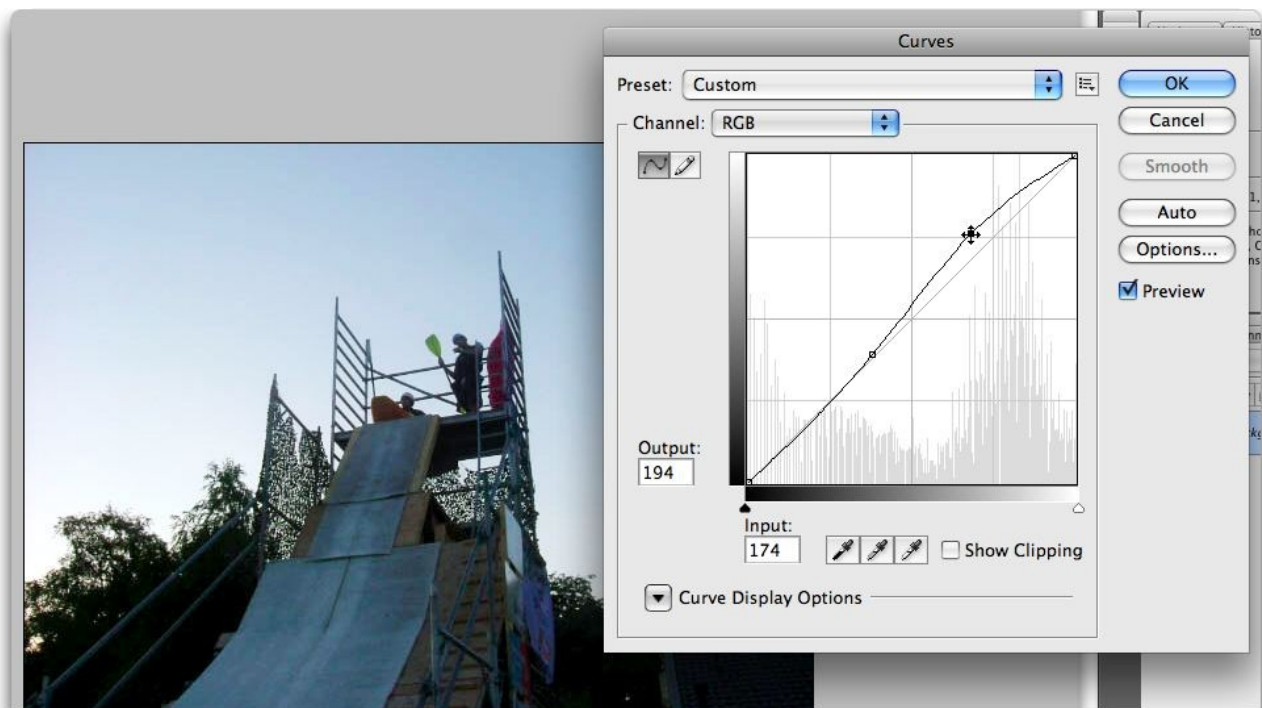 Curves
Preset: Custom
OK
Channel: RGB
Cancel
Smooth
Auto
Options...
Preview
Output:
194
Input:
174
Show Clipping
Curve Display Options